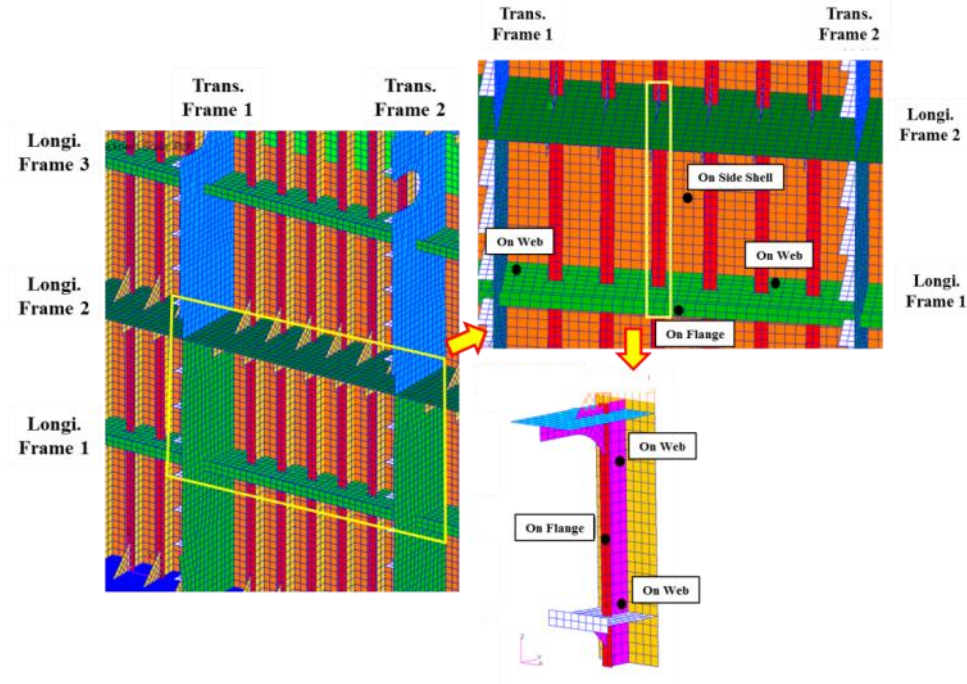 Trans.
Frame 1
Trans.
Frame 2
Longi.
Frame 3
Longi.
Frame 2
Longi.
Frame 1
Trans.
Frame 1
Trans.
Frame 2
Longi.
Frame 2
On Side Shell
On Web
On Web
Longi.
Frame 1
On Flange
On Web
On Flange
On Web